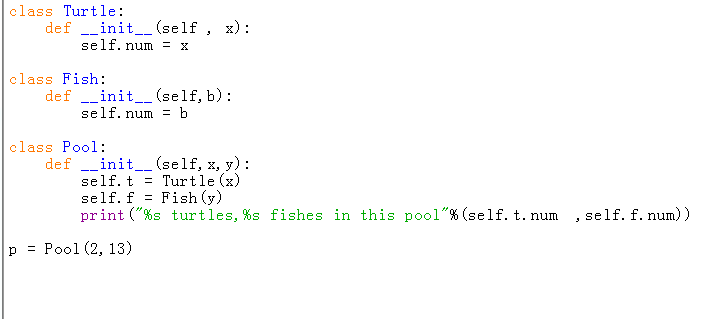 class Turtle:
    def __init__(self , x):
        self.num = x
class Fish:
    def __init__(self,b):
        self.num = b
class Pool:
    def __init__(self,x,y):
        self.t = Turtle(x)
        self.f = Fish(y)
        print("%s turtles,%s fishes in this pool"%(self.t.num  ,self.f.num))
p = Pool(2,13)